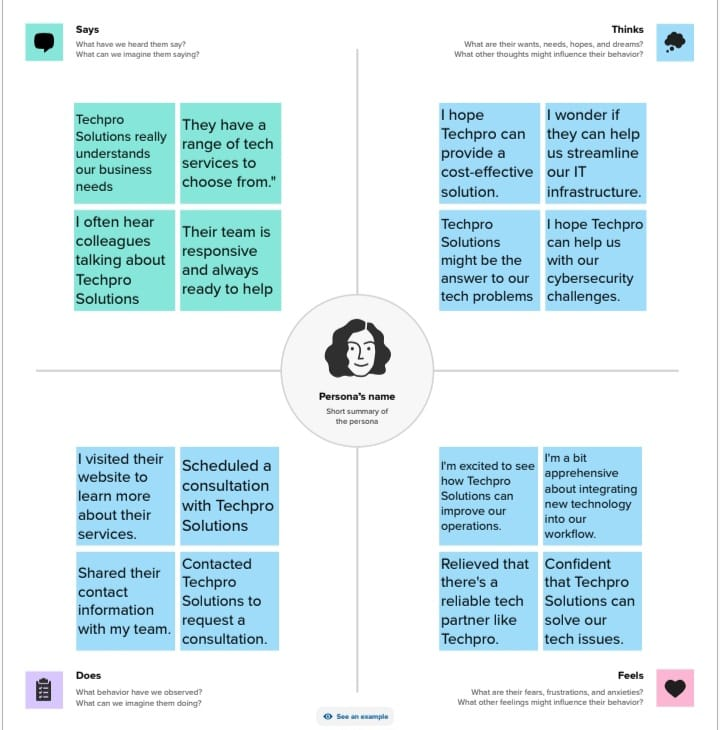 Says
What have we heard them say?
What can we imagine them saying?
Thinks
What are their wants, needs, hopes, and dreams?
What other thoughts might influence their behavior?
Techpro
Solutions really
understands
our business
needs
They have a
range of tech
services to
choose from."
I often hear
colleagues
talking about
Techpro
Solutions
Their team is
responsive
and always
ready to help
I hope
Techpro can
provide a
cost-effective
solution.
I wonder if
they can help
us streamline
our IT
infrastructure.
Techpro
Solutions
might be the
answer to our
tech problems
I hope Techpro
can help us
with our
cybersecurity
challenges.
Persona's name
Short summary of
the persona
I visited their
website to
learn more
about their
services.
Scheduled a
consultation
with Techpro
Solutions
Shared their
contact
information
with my team.
Contacted
Techpro
Solutions to
request a
consultation.
I'm excited to see
how Techpro
Solutions can
improve our
operations.
I'm a bit
apprehensive
about integrating
new technology
into our
workflow.
Relieved that
there's a
reliable tech
partner like
Techpro.
Confident
that Techpro
Solutions can
solve our
tech issues.
Does
What behavior have we observed?
What can we imagine them doing?
Feels
What are their fears, frustrations, and anxieties?
What other feelings might influence their behavior?
See an example